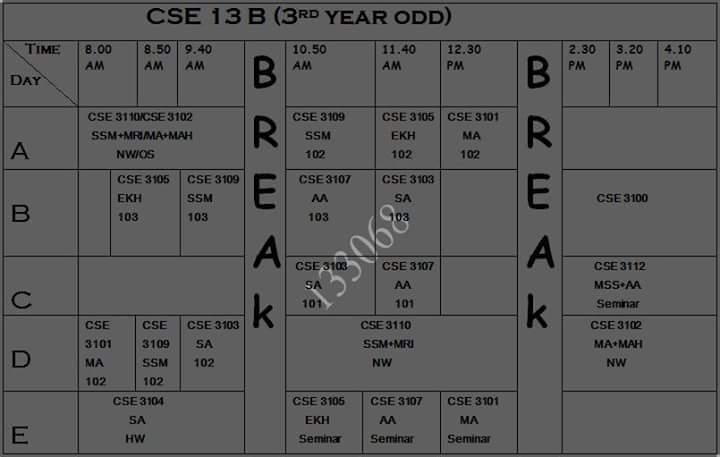 CSE 13 B (3RD YEAR ODD)
TIME
DAY
8.00 AM
8.50 AM
9.40 AM
BREAk
10.50 AM
11.40 AM
12.30 PM
BREAk
2.30 PM
3.20 PM
4.10 PM
A
CSE 3110/CSE 3102
SSM+MRI/MA+MAH
NW/OS
CSE 3109
SSM
102
CSE 3105
EKH
102
CSE 3101
MA
102
B
CSE 3105
EKH
103
CSE 3109
SSM
103
CSE 3107
AA
103
CSE 3103
SA
103
CSE 3100
C
CSE 3103
SA
101
CSE 3107
AA
101
CSE 3112
MSS+AA
Seminar
D
CSE
3101
MA
102
CSE
3109
SSM
102
CSE 3103
SA
102
CSE 3110
SSM+MRI
NW
CSE 3102
MA+MAH
NW
E
CSE 3104
SA
HW
CSE 3105
EKH
Seminar
CSE 3107
AA
Seminar
CSE 3101
MA
Seminar
133068